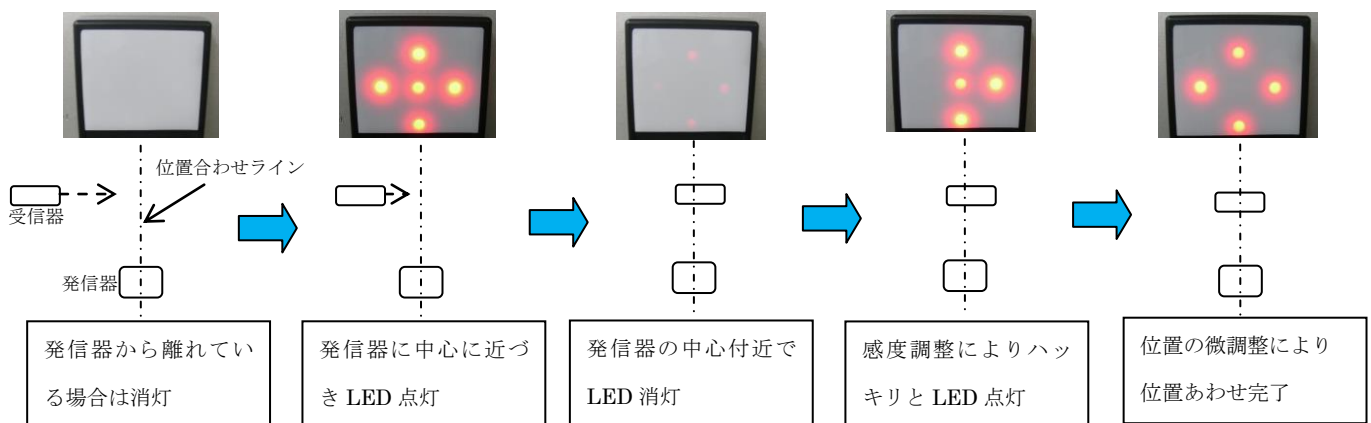 位置合わせライン
受信器
発信器
発信器から離れてい
る場合は消灯
発信器に中心に近づ
き LED 点灯
発信器の中心付近で
LED 消灯
感度調整によりハッ
キリと LED 点灯
位置の微調整により
位置あわせ完了